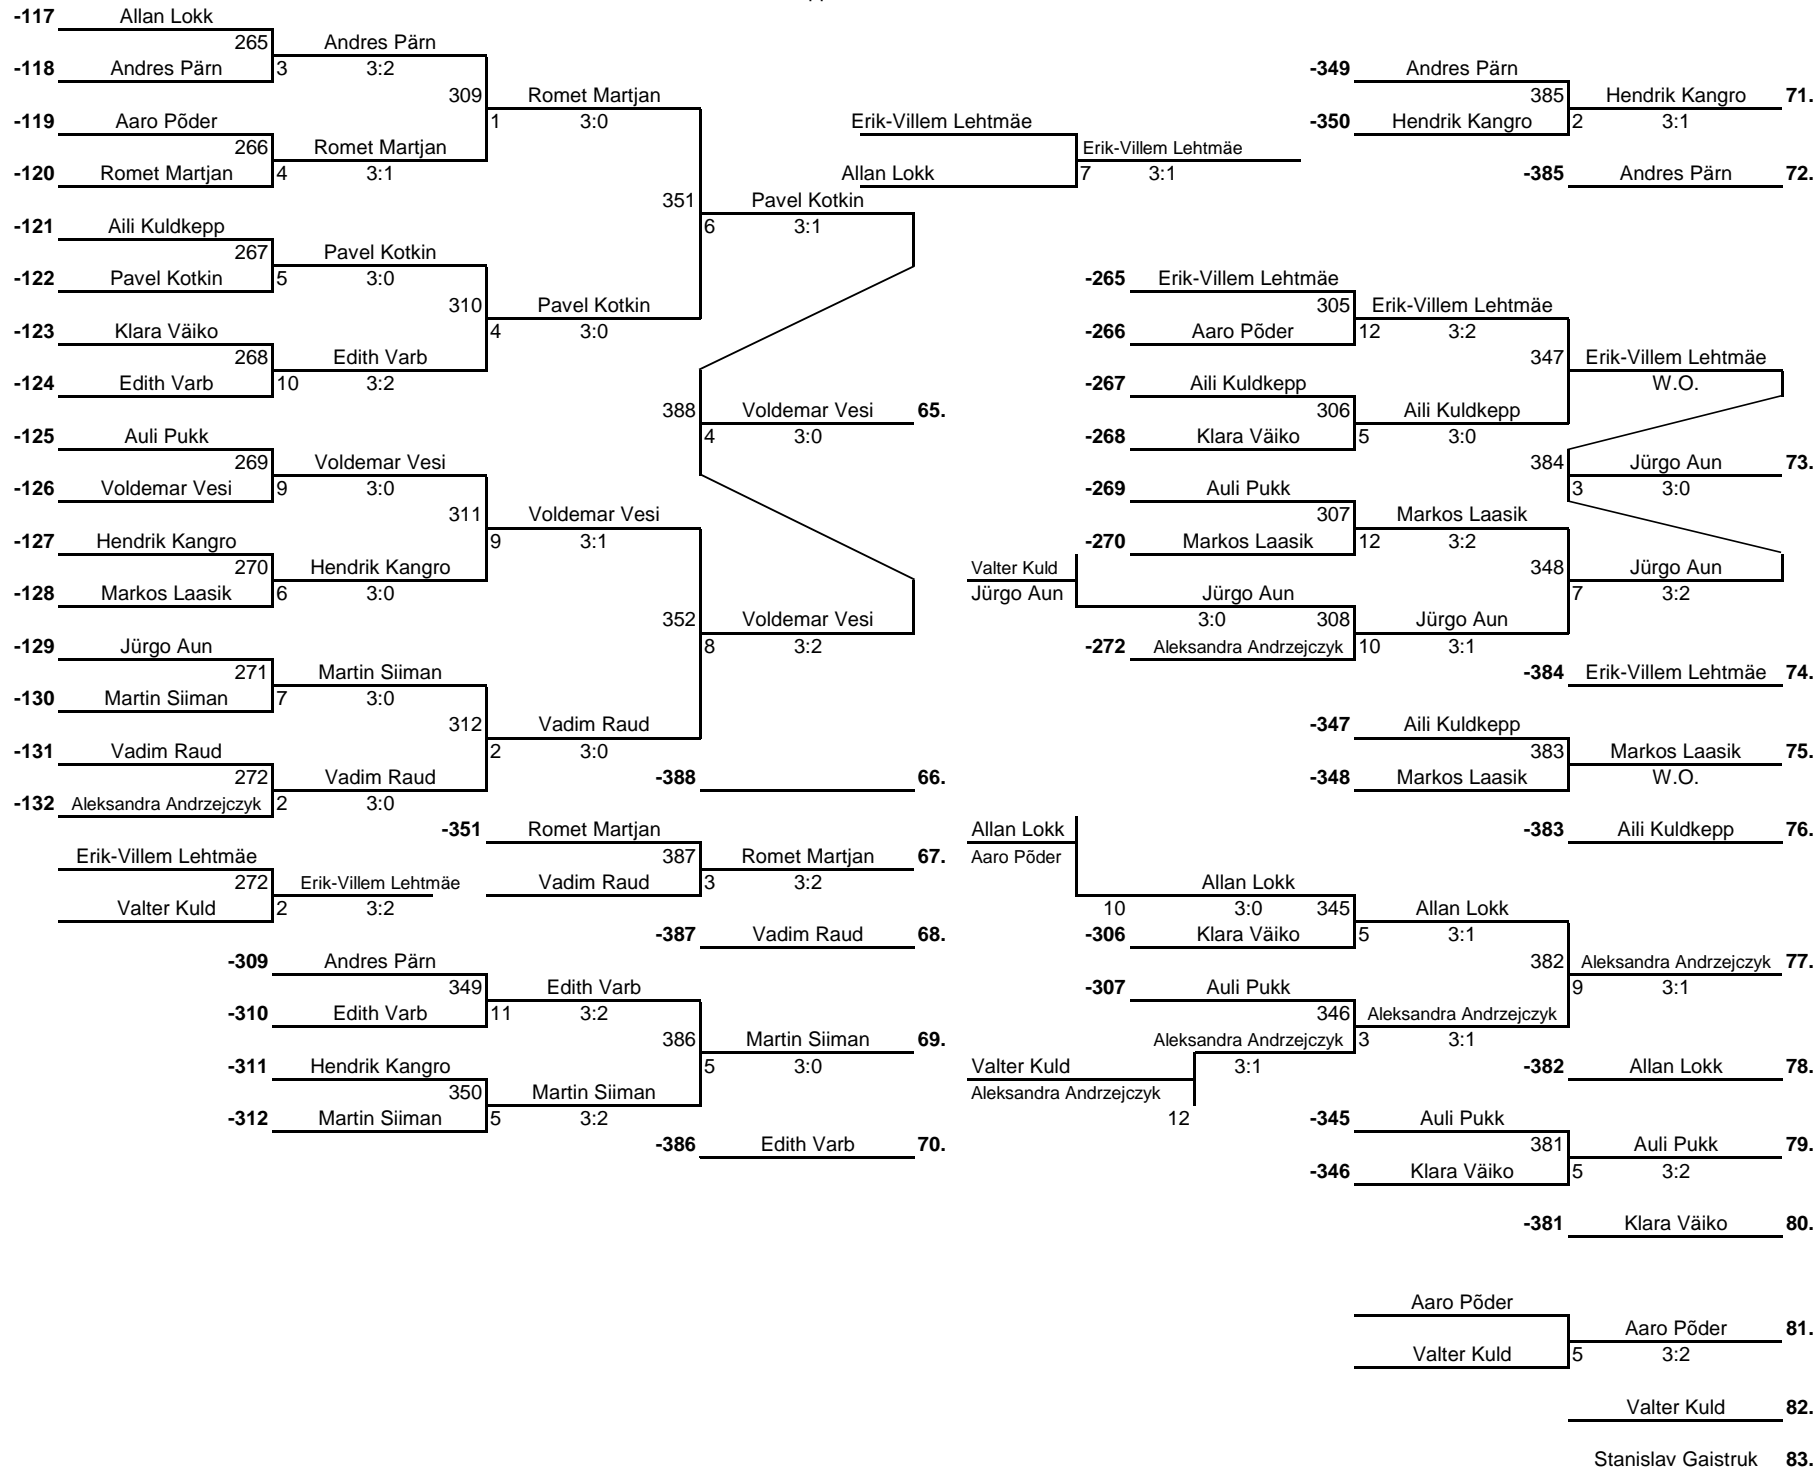 -117 Allan Lokk
265 Andres Pärn
-118 Andres Pärn 3 3:2
309 Romet Martjan
-119 Aaro Põder 1 3:0
266 Romet Martjan
-120 Romet Martjan 4 3:1
351 Pavel Kotkin
-121 Aili Kuldkepp 6 3:1
267 Pavel Kotkin
-122 Pavel Kotkin 5 3:0
310 Pavel Kotkin
-123 Klara Väiko 4 3:0
268 Edith Varb
-124 Edith Varb 10 3:2
388 Voldemar Vesi 65.
-125 Auli Pukk 4 3:0
269 Voldemar Vesi
-126 Voldemar Vesi 9 3:0
311 Voldemar Vesi
-127 Hendrik Kangro 9 3:1
270 Hendrik Kangro
-128 Markos Laasik 6 3:0
352 Voldemar Vesi
-129 Jürgo Aun 8 3:2
271 Martin Siiman
-130 Martin Siiman 7 3:0
312 Vadim Raud
-131 Vadim Raud 2 3:0
272 Vadim Raud -388 66.
-132 Aleksandra Andrzejczyk 2 3:0
-351 Romet Martjan
Erik-Villem Lehtmäe 387 Romet Martjan 67.
272 Erik-Villem Lehtmäe Vadim Raud 3 3:2
Valter Kuld 2 3:2
-387 Vadim Raud 68.
-309 Andres Pärn
349 Edith Varb
-310 Edith Varb 11 3:2
386 Martin Siiman 69.
-311 Hendrik Kangro 5 3:0
350 Martin Siiman
-312 Martin Siiman 5 3:2
-386 Edith Varb 70.
-349 Andres Pärn
385 Hendrik Kangro 71.
Erik-Villem Lehtmäe -350 Hendrik Kangro 2 3:1
Erik-Villem Lehtmäe
Allan Lokk 7 3:1 -385 Andres Pärn 72.
-265 Erik-Villem Lehtmäe
305 Erik-Villem Lehtmäe
-266 Aaro Põder 12 3:2
347 Erik-Villem Lehtmäe
-267 Aili Kuldkepp W.O.
306 Aili Kuldkepp
-268 Klara Väiko 5 3:0
384 Jürgo Aun 73.
-269 Auli Pukk 3 3:0
307 Markos Laasik
-270 Markos Laasik 12 3:2
Valter Kuld 348 Jürgo Aun
Jürgo Aun Jürgo Aun 7 3:2
3:0 308 Jürgo Aun
-272 Aleksandra Andrzejczyk 10 3:1
-384 Erik-Villem Lehtmäe 74.
-347 Aili Kuldkepp
383 Markos Laasik 75.
-348 Markos Laasik W.O.
Allan Lokk -383 Aili Kuldkepp 76.
Aaro Põder
Allan Lokk
10 3:0 345 Allan Lokk
-306 Klara Väiko 5 3:1
382 Aleksandra Andrzejczyk 77.
-307 Auli Pukk 9 3:1
346 Aleksandra Andrzejczyk
Aleksandra Andrzejczyk 3 3:1
Valter Kuld 3:1 -382 Allan Lokk 78.
Aleksandra Andrzejczyk
12 -345 Auli Pukk
381 Auli Pukk 79.
-346 Klara Väiko 5 3:2
-381 Klara Väiko 80.
Aaro Põder
Aaro Põder 81.
Valter Kuld 5 3:2
Valter Kuld 82.
Stanislav Gaistruk 83.